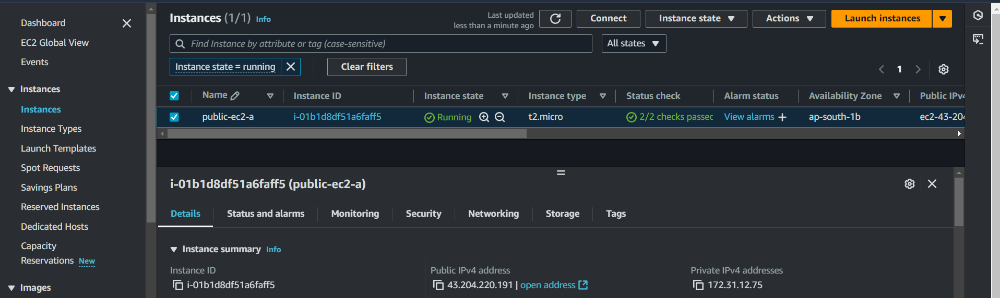 Dashboard
EC2 Global View
Events
Instances
Instances
Instance Types
Launch Templates
Spot Requests
Savings Plans
Reserved Instances
Dedicated Hosts
Capacity
Reservations New
Images
Instances (1/1) Info
Last updated
less than a minute ago
Connect
Instance state
Actions
Launch instances
Find Instance by attribute or tag (case-sensitive)
All states
Instance state = running
Clear filters
1
Name Instance ID Instance state Instance type Status check Alarm status Availability Zone Public IPv4
public-ec2-a i-01b1d8df51a6faff5 Running t2.micro 2/2 checks passec View alarms + ap-south-1b ec2-43-204
i-01b1d8df51a6faff5 (public-ec2-a)
Details Status and alarms Monitoring Security Networking Storage Tags
Instance summary Info
Instance ID
i-01b1d8df51a6faff5
Public IPv4 address
43.204.220.191 | open address
Private IPv4 addresses
172.31.12.75